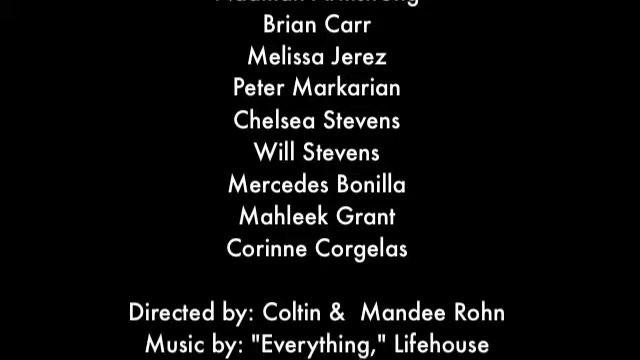 Brian Carr
Melissa Jerez
Peter Markarian
Chelsea Stevens
Will Stevens
Mercedes Bonilla
Mahleek Grant
Corinne Corgelas
Directed by: Coltin &  Mandee Rohn
Music by: "Everything," Lifehouse